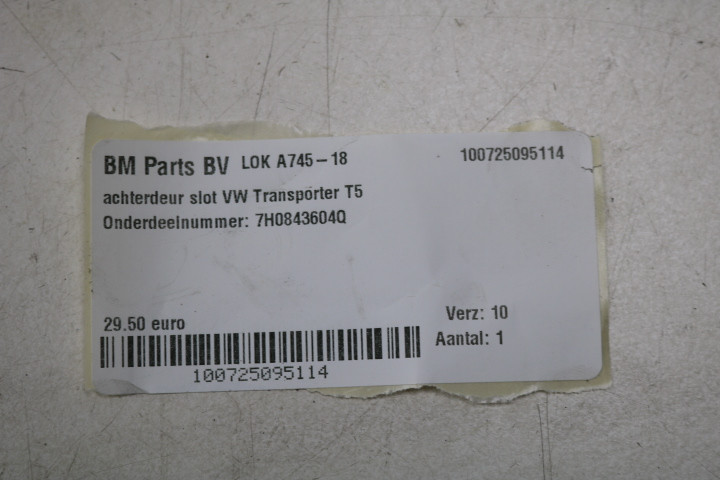 BM Parts BV LOK A745-18 100725095114
achterdeur slot VW Transporter T5
Onderdeelnummer: 7H0843604Q
29.50 euro Verz: 10
Aantal: 1
100725095114